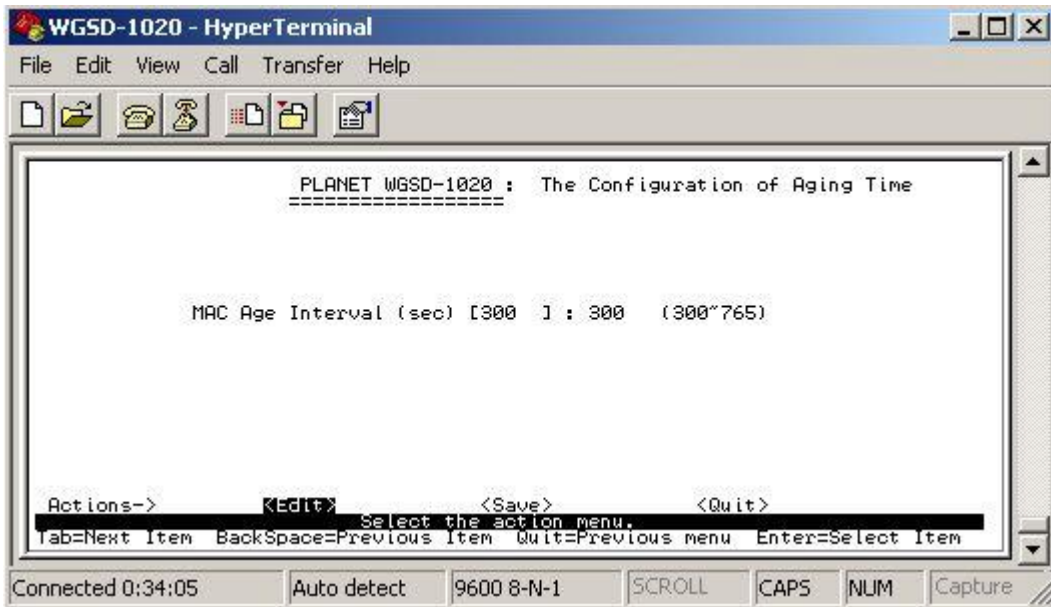 WGSD-1020 - HyperTerminal
File Edit View Call Transfer Help
PLANET WGSD-1020 : The Configuration of Aging Time
==================
MAC Age Interval (sec) [300 ] : 300 (300~765)
Actions-> <Edit> <Save> <Quit>
Select the action menu.
Tab=Next Item BackSpace=Previous Item Quit=Previous menu Enter=Select Item
Connected 0:34:05 Auto detect 9600 8-N-1 SCROLL CAPS NUM Capture